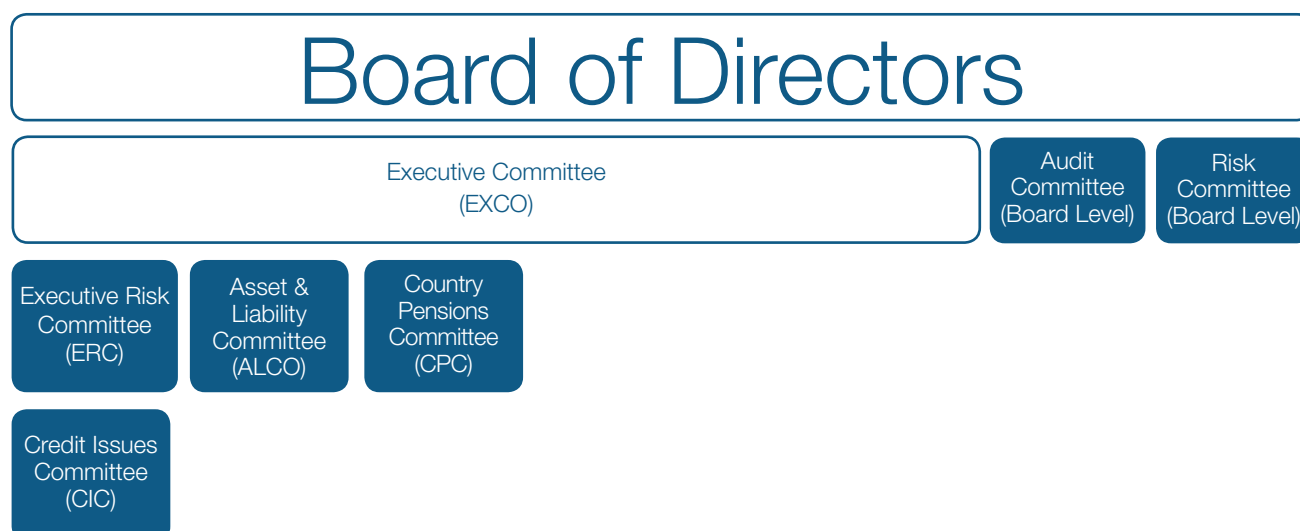 Board of Directors
Executive Committee
(EXCO)
Audit
Committee
(Board Level)
Risk
Committee
(Board Level)
Executive Risk
Committee
(ERC)
Asset &
Liability
Committee
(ALCO)
Country
Pensions
Committee
(CPC)
Credit Issues
Committee
(CIC)